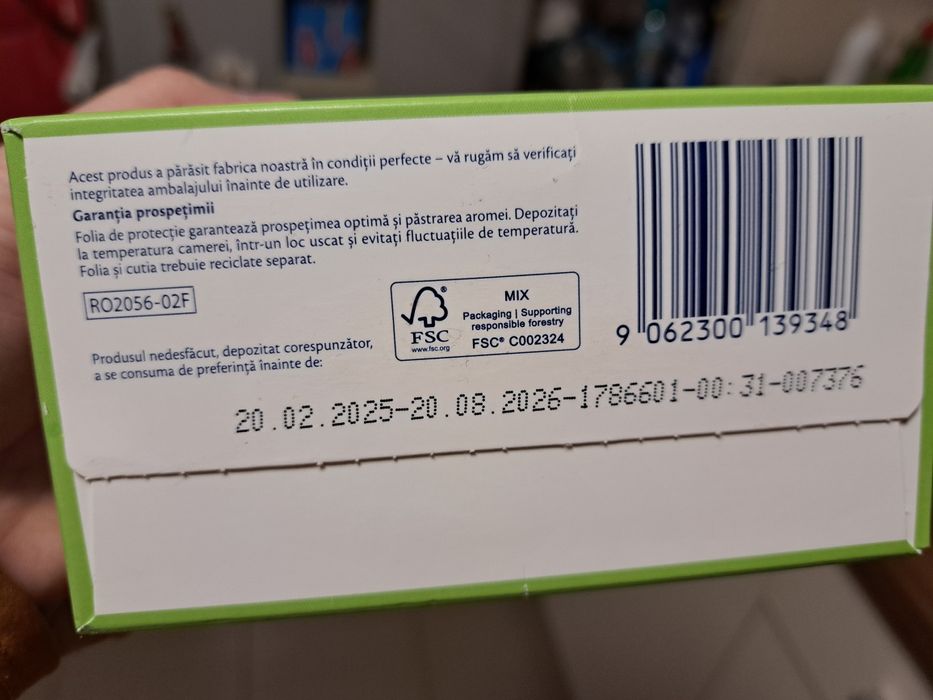 Acest produs a părăsit fabrica noastră în condiții perfecte – vă rugăm să verificați
integritatea ambalajului înainte de utilizare.
Garanția prospețimii
Folia de protecție garantează prospețimea optimă și păstrarea aromei. Depozitați
la temperatura camerei, într-un loc uscat și evitați fluctuațiile de temperatură.
Folia și cutia trebuie reciclate separat.
RO2056-02F
FSC®
www.fsc.org
MIX
Packaging | Supporting
responsible forestry
FSC® C002324
9 062300 139348
Produsul nedesfăcut, depozitat corespunzător,
a se consuma de preferință înainte de:
20.02.2025-20.08.2026-1786601-00:31-007376